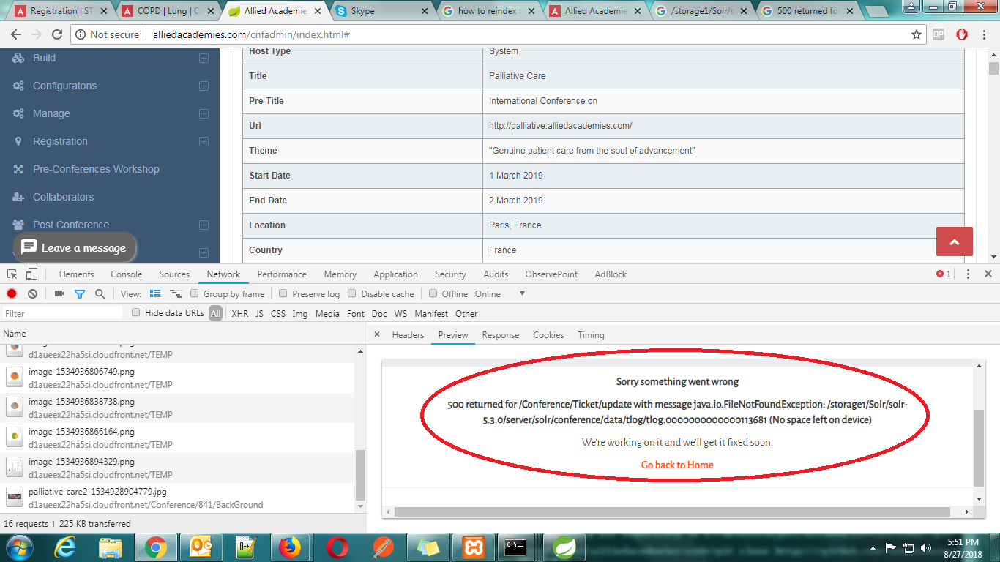 Registration | ST
COPD | Lung | C
Allied Academie
Skype
how to reindex t
Allied Academie
/storage1/Solr/s
500 returned fo
Not secure | alliedacademies.com/cnfadmin/index.html#
Build
Configuratons
Manage
Registration
Pre-Conferences Workshop
Collaborators
Post Conference
Leave a message
Host Type System
Title Palliative Care
Pre-Title International Conference on
Url http://palliative.alliedacademies.com/
Theme "Genuine patient care from the soul of advancement"
Start Date 1 March 2019
End Date 2 March 2019
Location Paris, France
Country France
Elements Console Sources Network Performance Memory Application Security Audits ObservePoint AdBlock 1
View: Group by frame Preserve log Disable cache Offline Online
Filter Hide data URLs All XHR JS CSS Img Media Font Doc WS Manifest Other
Name
d1aueex22ha5si.cloudfront.net/TEMP
image-1534936806749.png
d1aueex22ha5si.cloudfront.net/TEMP
image-1534936838738.png
d1aueex22ha5si.cloudfront.net/TEMP
image-1534936866164.png
d1aueex22ha5si.cloudfront.net/TEMP
image-1534936894329.png
d1aueex22ha5si.cloudfront.net/TEMP
palliative-care2-1534928904779.jpg
d1aueex22ha5si.cloudfront.net/Conference/841/BackGround
16 requests | 225 KB transferred
Headers Preview Response Cookies Timing
Sorry something went wrong
500 returned for /Conference/Ticket/update with message java.io.FileNotFoundException: /storage1/Solr/solr-
5.3.0/server/solr/conference/data/tlog/tlog.0000000000000113681 (No space left on device)
We're working on it and we'll get it fixed soon.
Go back to Home
5:51 PM
8/27/2018